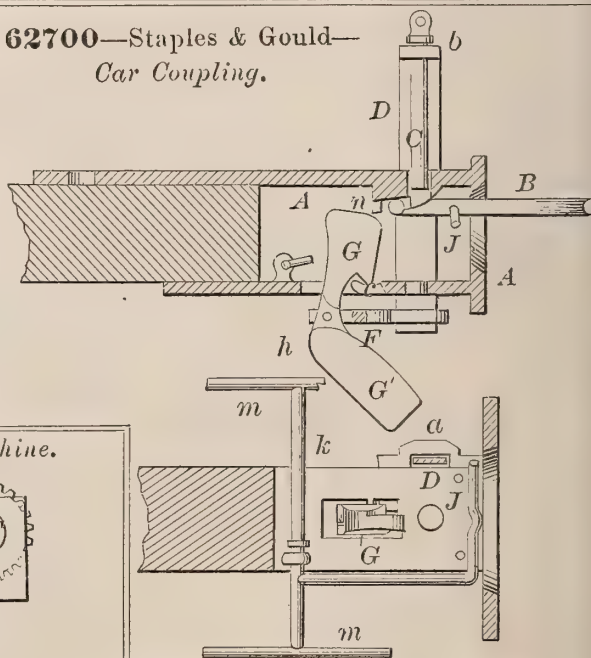 62700—Staples & Gould—
Car Coupling.
b
D
C
A
n
B
G
J
A
h
F
G'
m
a
k
D
J
G
m
hine.